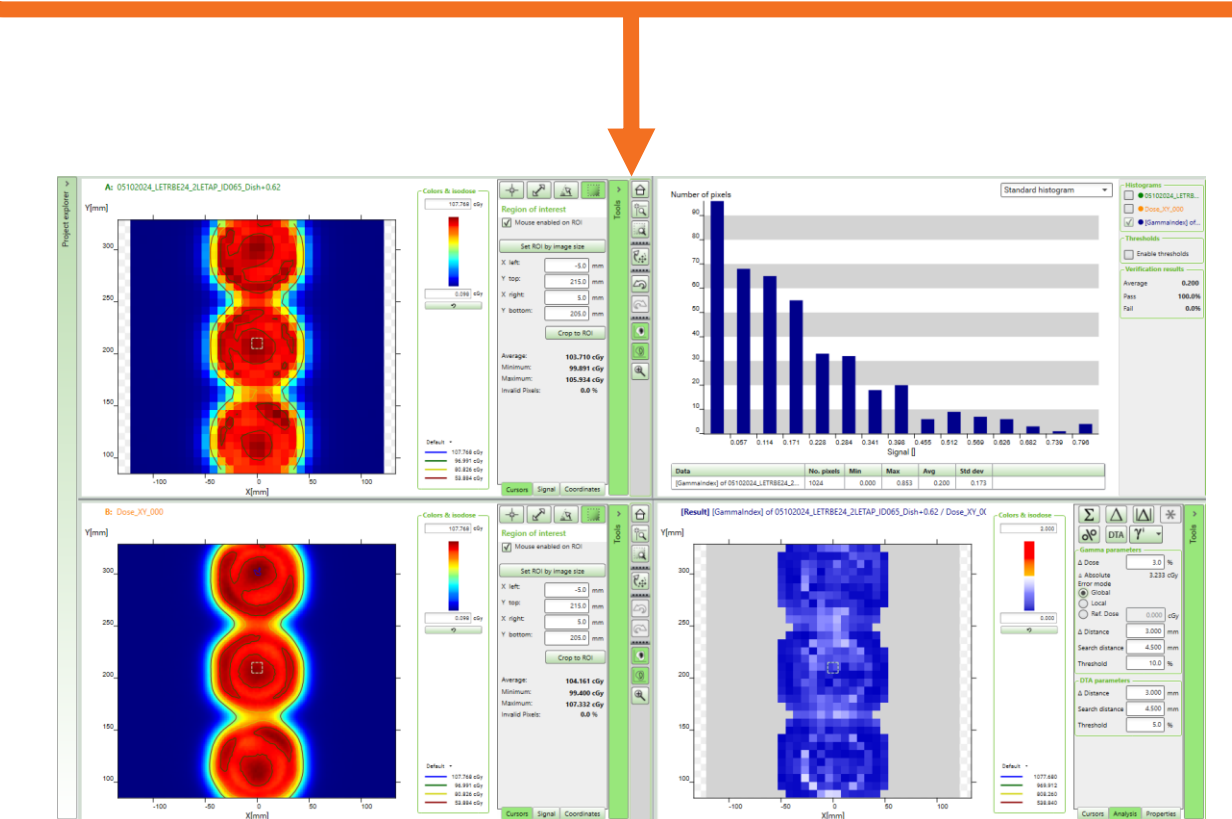 Project explorer
A: 05102024_LETRBE24_2LETAP_ID065_Dish+0.62
Y[mm]
300
250
200
150
100
-100 -50 0 50 100
X[mm]
Colors & isodose
107.768 cGy
0.096 cGy
Default
107.768 cGy
96.991 cGy
80.826 cGy
53.884 cGy
Region of interest
Mouse enabled on ROI
Set ROI by image size
X left: -5.0 mm
Y top: 215.0 mm
X right: 5.0 mm
Y bottom: 205.0 mm
Crop to ROI
Average: 103.710 cGy
Minimum: 99.891 cGy
Maximum: 105.934 cGy
Invalid Pixels: 0.0 %
Cursors Signal Coordinates
Tools
Number of pixels
Standard histogram
90
80
70
60
50
40
30
20
10
0
0.057 0.114 0.171 0.228 0.284 0.341 0.398 0.455 0.512 0.569 0.626 0.682 0.739 0.796
Signal []
Data No. pixels Min Max Avg Std dev
[GammaIndex] of 05102024_LETRBE24_2... 1024 0.000 0.853 0.200 0.173
Histograms
05102024_LETRB...
Dose_XY_000
[GammaIndex] of...
Thresholds
Enable thresholds
Verification results
Average 0.200
Pass 100.0%
Fail 0.0%
B: Dose_XY_000
Y[mm]
300
250
200
150
100
-100 -50 0 50 100
X[mm]
Colors & isodose
107.768 cGy
0.096 cGy
Default
107.768 cGy
96.991 cGy
80.826 cGy
53.884 cGy
Region of interest
Mouse enabled on ROI
Set ROI by image size
X left: -5.0 mm
Y top: 215.0 mm
X right: 5.0 mm
Y bottom: 205.0 mm
Crop to ROI
Average: 104.161 cGy
Minimum: 99.400 cGy
Maximum: 107.332 cGy
Invalid Pixels: 0.0 %
Cursors Signal Coordinates
Tools
[Result] [GammaIndex] of 05102024_LETRBE24_2LETAP_ID065_Dish+0.62 / Dose_XY_0(
Y[mm]
300
250
200
150
100
-100 -50 0 50 100
X[mm]
Colors & isodose
3.000
0.000
Default
1077.680
969.912
808.260
538.840
Σ Δ |Δ| *
DTA γ
Gamma parameters
Δ Dose 3.0 %
Δ Absolute 3.233 cGy
Error mode
Global
Local
Ref. Dose 0.000 cGy
Δ Distance 3.000 mm
Search distance 4.500 mm
Threshold 10.0 %
DTA parameters
Δ Distance 3.000 mm
Search distance 4.500 mm
Threshold 5.0 %
Cursors Analysis Properties
Tools